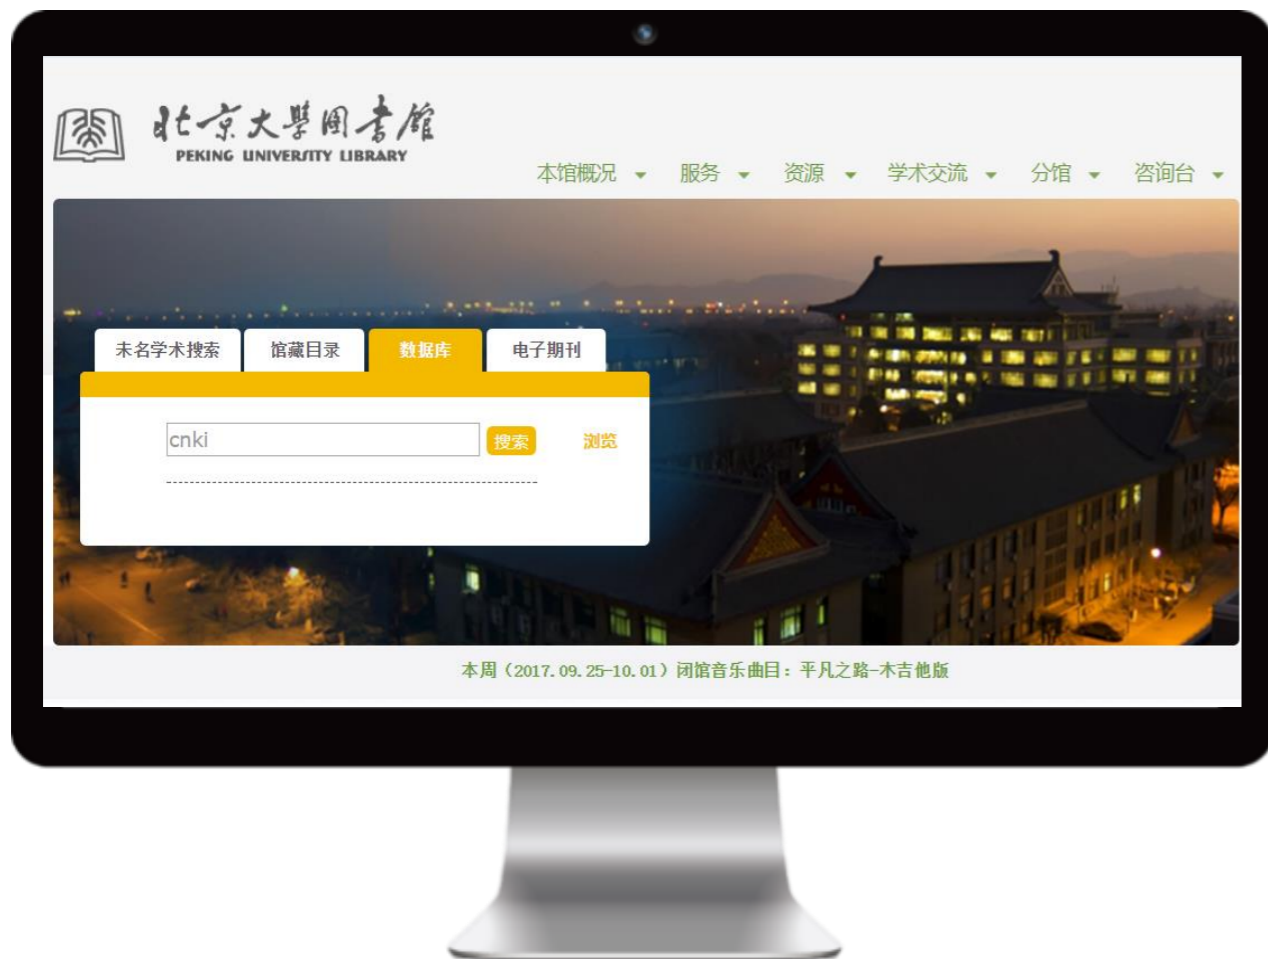 北京大學圖書館
PEKING UNIVERSITY LIBRARY
本馆概况 服务 资源 学术交流 分馆 咨询台
未名学术搜索 馆藏目录 数据库 电子期刊
cnki 搜索 浏览
本周（2017.09.25-10.01）闭馆音乐曲目：平凡之路-木吉他版